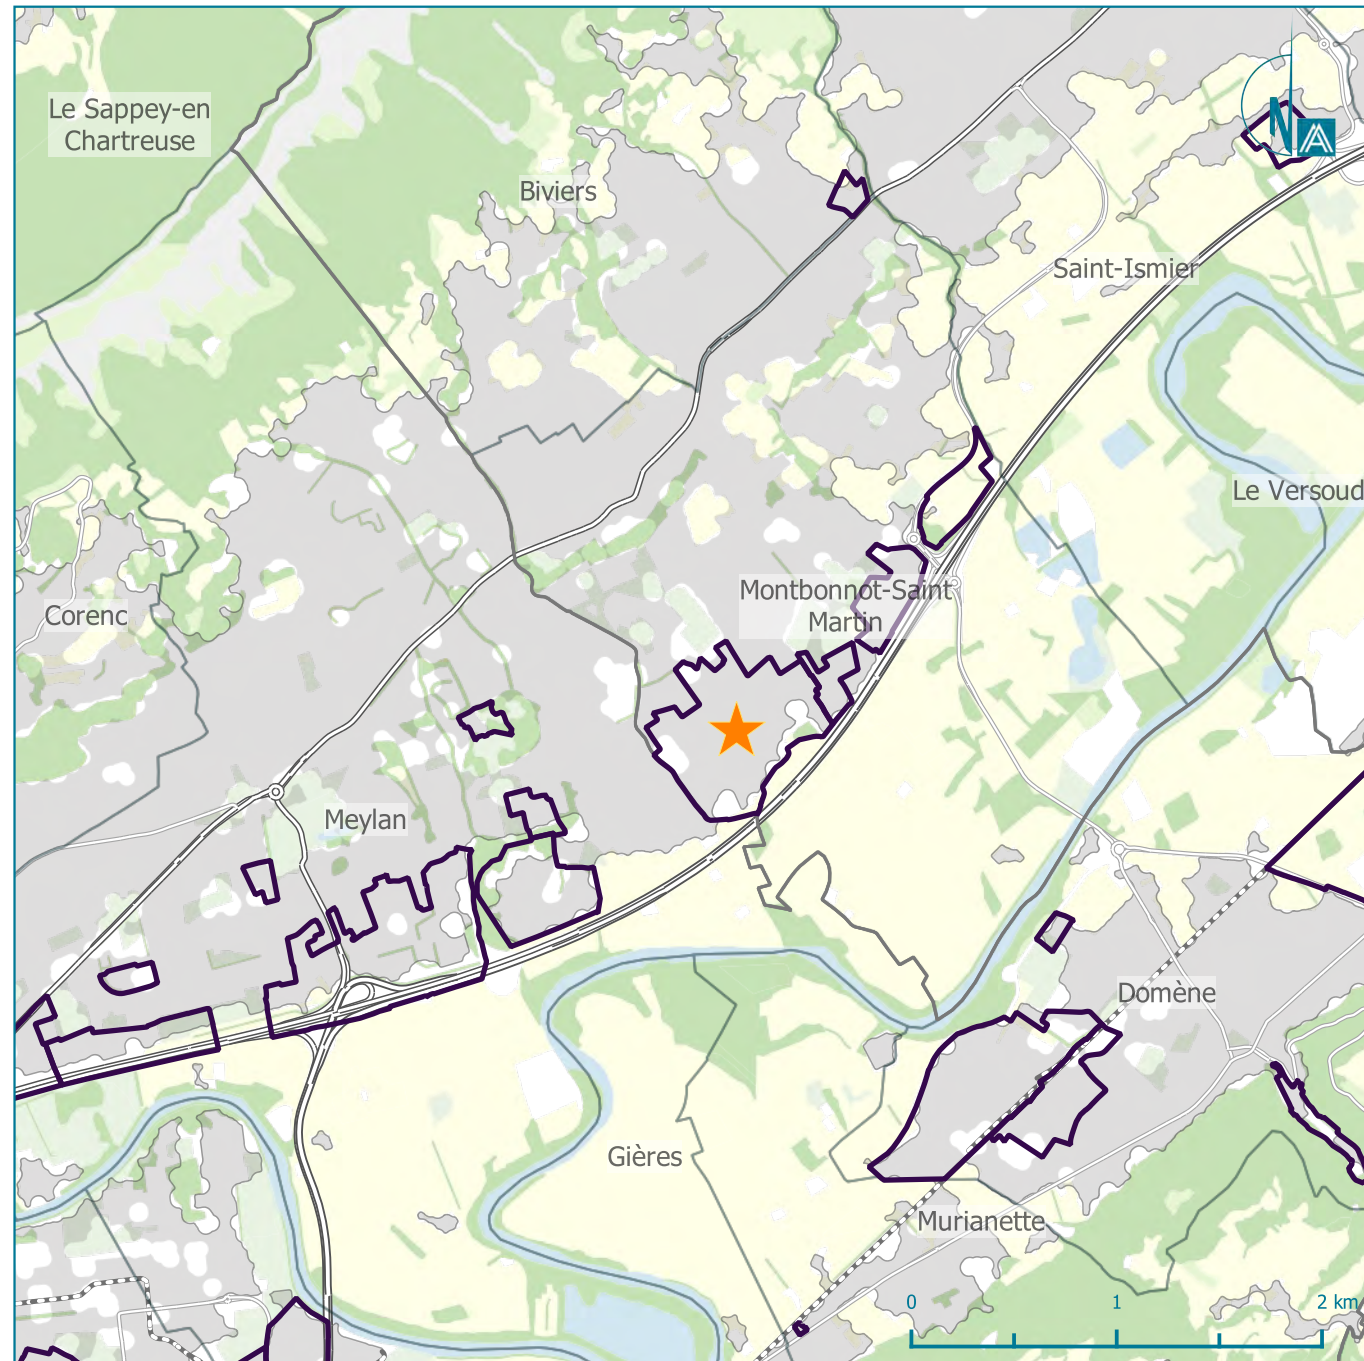 Le Sappey-en
Chartreuse
Biviers
N
Saint-Ismier
Le Versoud
Montbonnot-Saint
Martin
Corenc
Meylan
Domène
Gières
Murianette
0 1 2 km